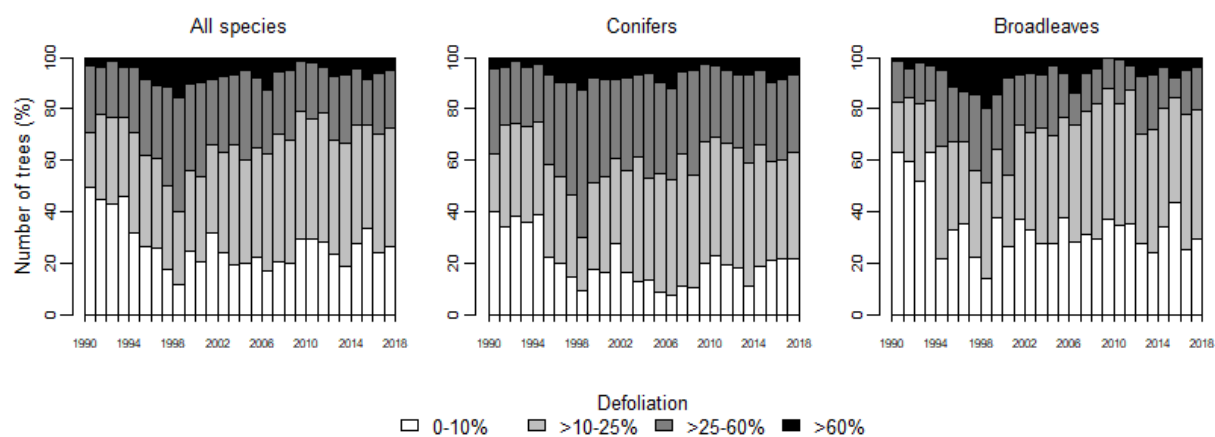 All species
Conifers
Broadleaves
Number of trees (%)
0 20 40 60 80 100
1990 1994 1998 2002 2006 2010 2014 2018
0 20 40 60 80 100
1990 1994 1998 2002 2006 2010 2014 2018
0 20 40 60 80 100
1990 1994 1998 2002 2006 2010 2014 2018
Defoliation
0-10% >10-25% >25-60% >60%